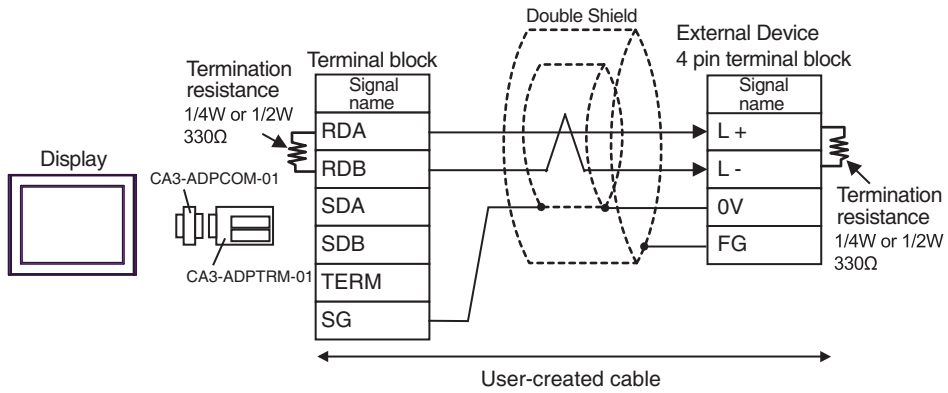 Double Shield
External Device
4 pin terminal block
Terminal block
Termination
resistance
1/4W or 1/2W
330Ω
Signal
name
Signal
name
RDA
L +
RDB
L -
SDA
0V
SDB
FG
TERM
SG
Display
CA3-ADPCOM-01
CA3-ADPTRM-01
Termination
resistance
1/4W or 1/2W
330Ω
User-created cable